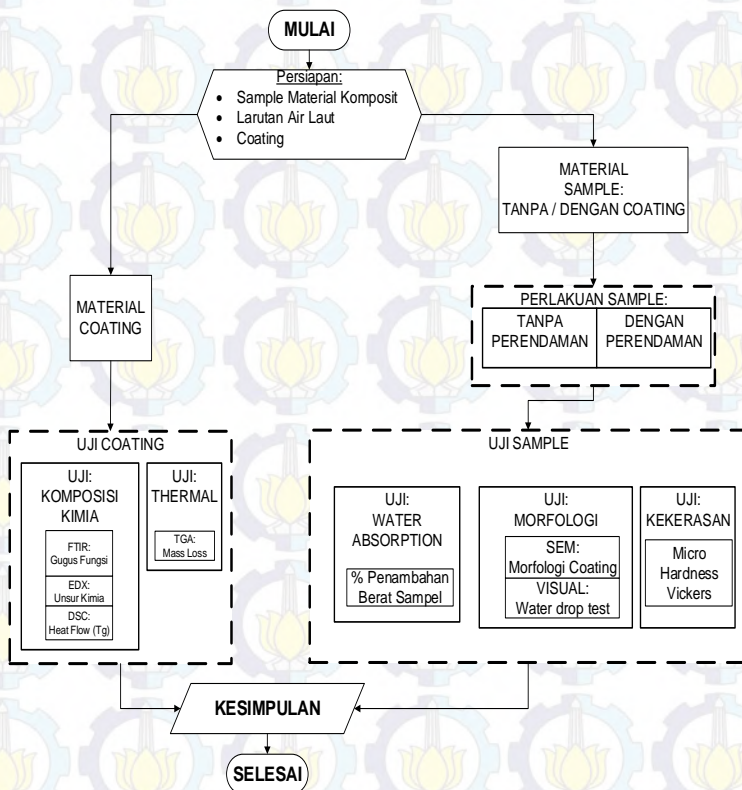 MULAI
Persiapan:
• Sample Material Komposit
• Larutan Air Laut
• Coating
MATERIAL
SAMPLE:
TANPA / DENGAN COATING
MATERIAL
COATING
PERLAKUAN SAMPLE:
TANPA
PERENDAMAN
DENGAN
PERENDAMAN
UJI COATING
UJI:
KOMPOSISI
KIMIA
FTIR:
Gugus Fungsi
EDX:
Unsur Kimia
DSC:
Heat Flow (Tg)
UJI:
THERMAL
TGA:
Mass Loss
UJI SAMPLE
UJI:
WATER
ABSORPTION
% Penambahan
Berat Sampel
UJI:
MORFOLOGI
SEM:
Morfologi Coating
VISUAL:
Water drop test
UJI:
KEKERASAN
Micro
Hardness
Vickers
KESIMPULAN
SELESAI